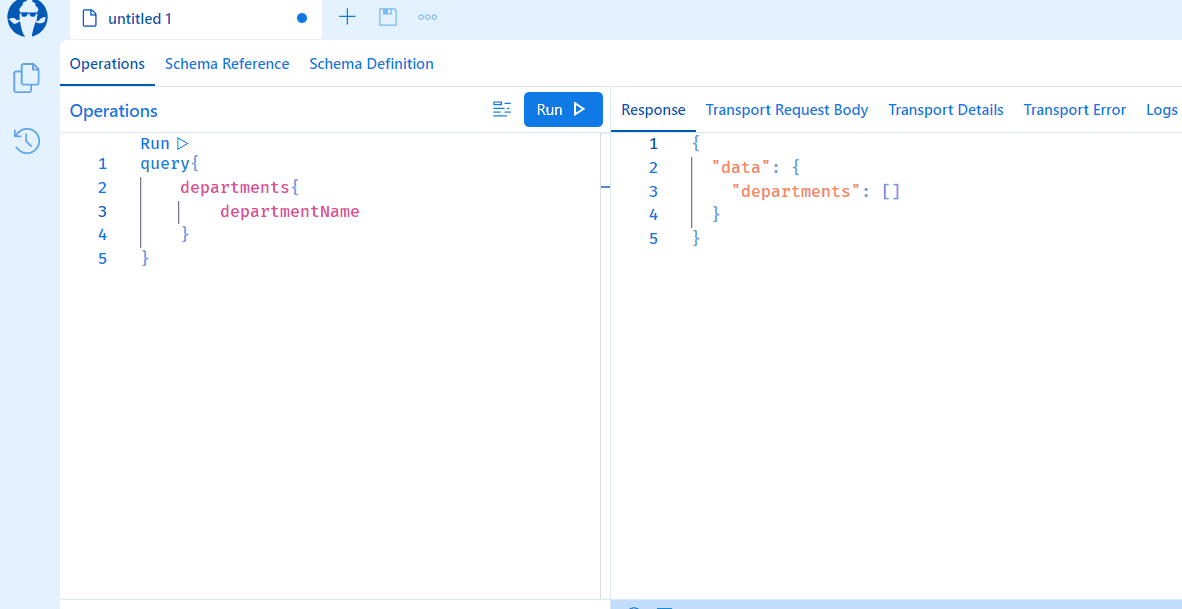 untitled 1
Operations Schema Reference Schema Definition
Operations
Run
Response Transport Request Body Transport Details Transport Error Logs
Run
1 query{
2 departments{
3 departmentName
4 }
5 }
1 {
2 "data": {
3 "departments": []
4 }
5 }